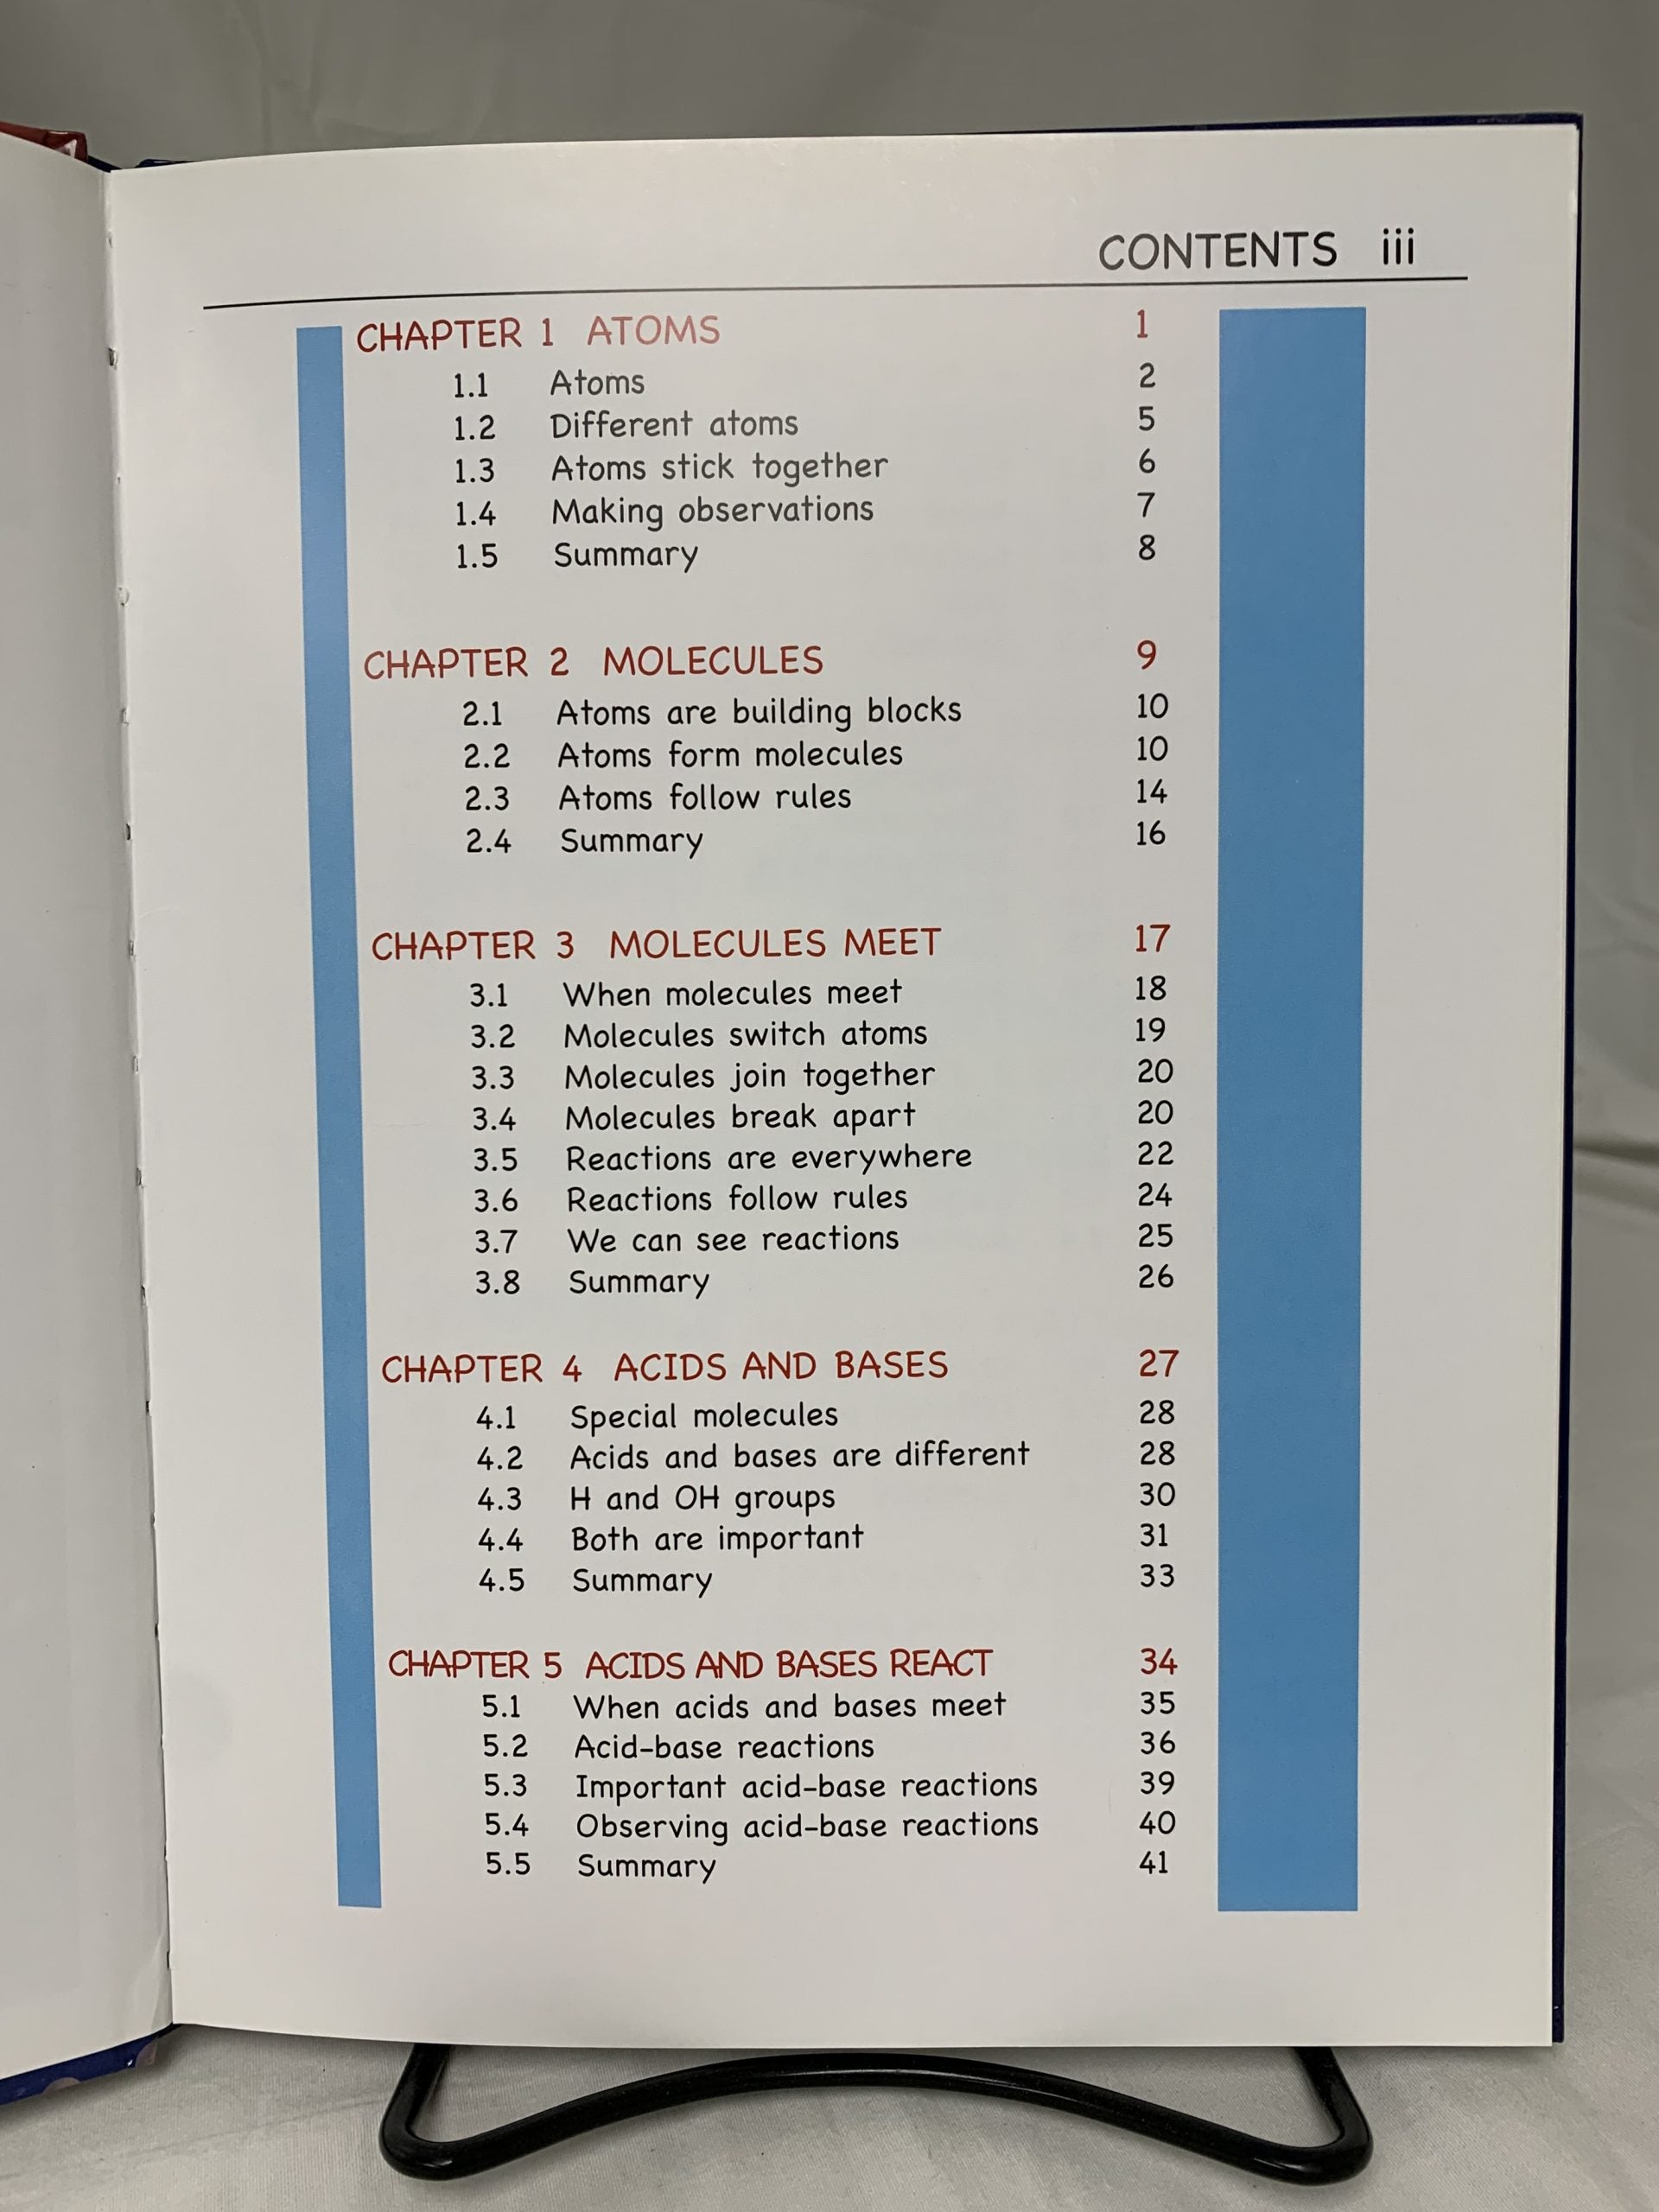 CONTENTS iii
CHAPTER 1 ATOMS 1
1.1 Atoms 2
1.2 Different atoms 5
1.3 Atoms stick together 6
1.4 Making observations 7
1.5 Summary 8
CHAPTER 2 MOLECULES 9
2.1 Atoms are building blocks 10
2.2 Atoms form molecules 10
2.3 Atoms follow rules 14
2.4 Summary 16
CHAPTER 3 MOLECULES MEET 17
3.1 When molecules meet 18
3.2 Molecules switch atoms 19
3.3 Molecules join together 20
3.4 Molecules break apart 20
3.5 Reactions are everywhere 22
3.6 Reactions follow rules 24
3.7 We can see reactions 25
3.8 Summary 26
CHAPTER 4 ACIDS AND BASES 27
4.1 Special molecules 28
4.2 Acids and bases are different 28
4.3 H and OH groups 30
4.4 Both are important 31
4.5 Summary 33
CHAPTER 5 ACIDS AND BASES REACT 34
5.1 When acids and bases meet 35
5.2 Acid-base reactions 36
5.3 Important acid-base reactions 39
5.4 Observing acid-base reactions 40
5.5 Summary 41